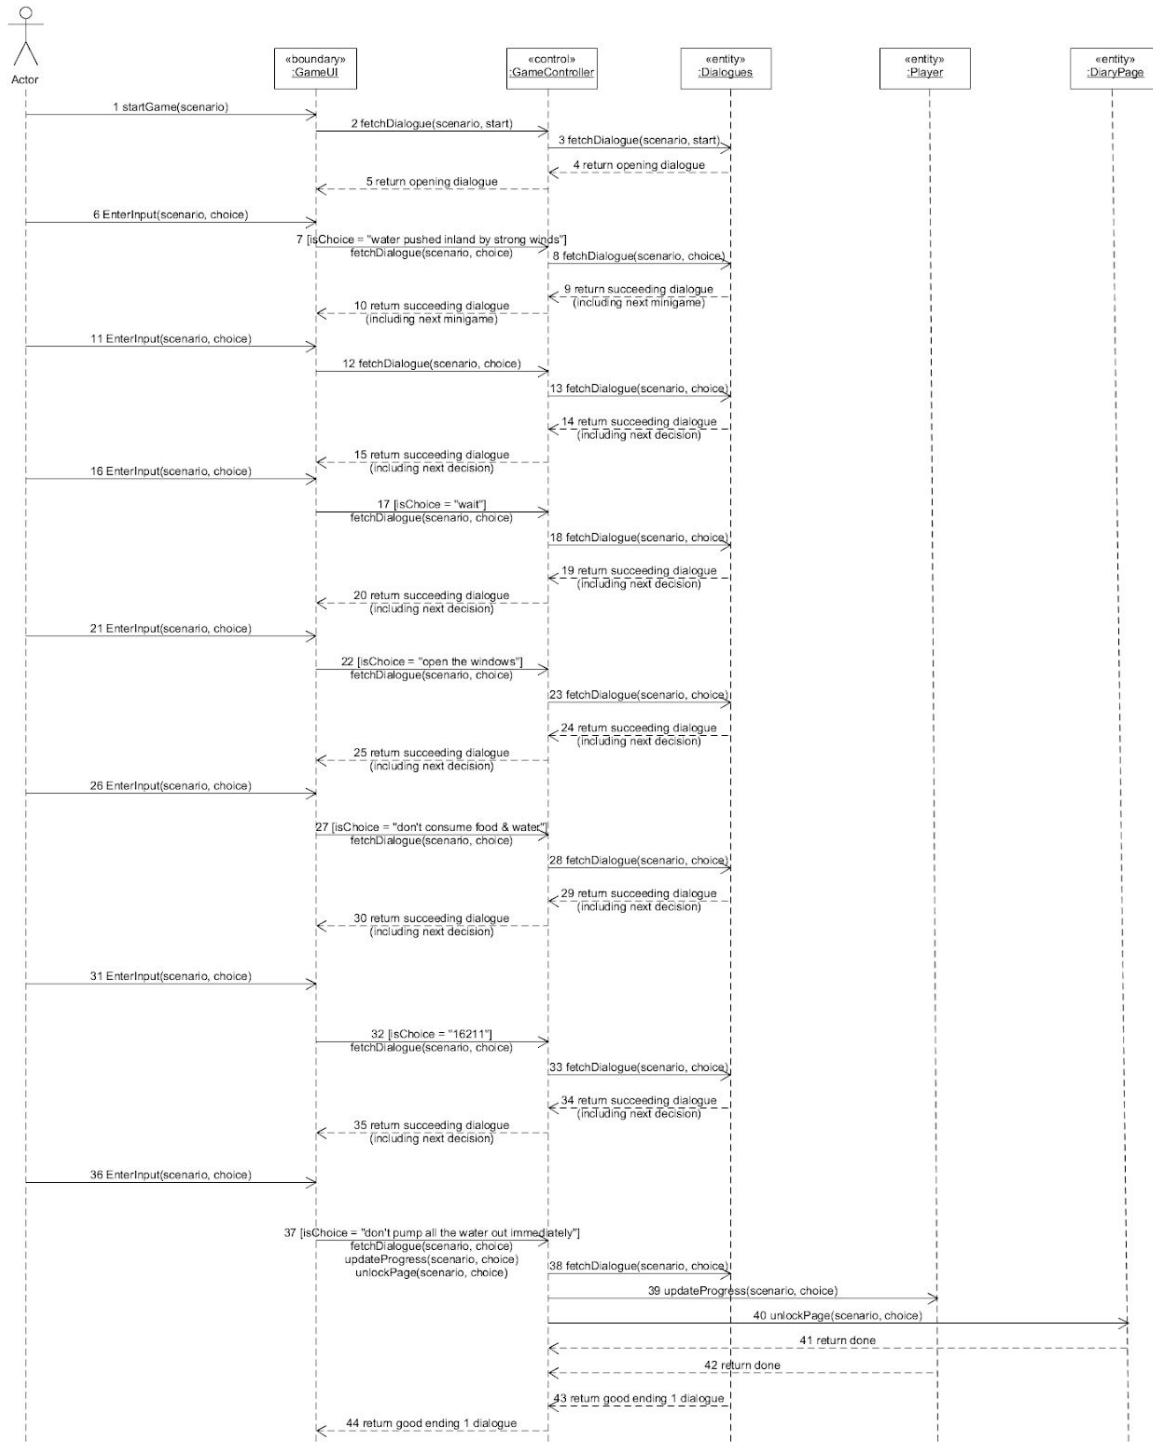 Actor
«boundary»
:GameUI
«control»
:GameController
«entity»
:Dialogues
«entity»
:Player
«entity»
:DiaryPage
1 startGame(scenario)
2 fetchDialogue(scenario, start)
3 fetchDialogue(scenario, start)
4 return opening dialogue
5 return opening dialogue
6 EnterInput(scenario, choice)
7 [isChoice = "water pushed inland by strong winds"]
fetchDialogue(scenario, choice)
8 fetchDialogue(scenario, choice)
9 return succeeding dialogue
(including next minigame)
10 return succeeding dialogue
(including next minigame)
11 EnterInput(scenario, choice)
12 fetchDialogue(scenario, choice)
13 fetchDialogue(scenario, choice)
14 return succeeding dialogue
(including next decision)
15 return succeeding dialogue
(including next decision)
16 EnterInput(scenario, choice)
17 [isChoice = "wait"]
fetchDialogue(scenario, choice)
18 fetchDialogue(scenario, choice)
19 return succeeding dialogue
(including next decision)
20 return succeeding dialogue
(including next decision)
21 EnterInput(scenario, choice)
22 [isChoice = "open the windows"]
fetchDialogue(scenario, choice)
23 fetchDialogue(scenario, choice)
24 return succeeding dialogue
(including next decision)
25 return succeeding dialogue
(including next decision)
26 EnterInput(scenario, choice)
27 [isChoice = "don't consume food & water"]
fetchDialogue(scenario, choice)
28 fetchDialogue(scenario, choice)
29 return succeeding dialogue
(including next decision)
30 return succeeding dialogue
(including next decision)
31 EnterInput(scenario, choice)
32 [isChoice = "16211"]
fetchDialogue(scenario, choice)
33 fetchDialogue(scenario, choice)
34 return succeeding dialogue
(including next decision)
35 return succeeding dialogue
(including next decision)
36 EnterInput(scenario, choice)
37 [isChoice = "don't pump all the water out immediately"]
fetchDialogue(scenario, choice)
updateProgress(scenario, choice)
unlockPage(scenario, choice)
38 fetchDialogue(scenario, choice)
39 updateProgress(scenario, choice)
40 unlockPage(scenario, choice)
41 return done
42 return done
43 return good ending 1 dialogue
44 return good ending 1 dialogue